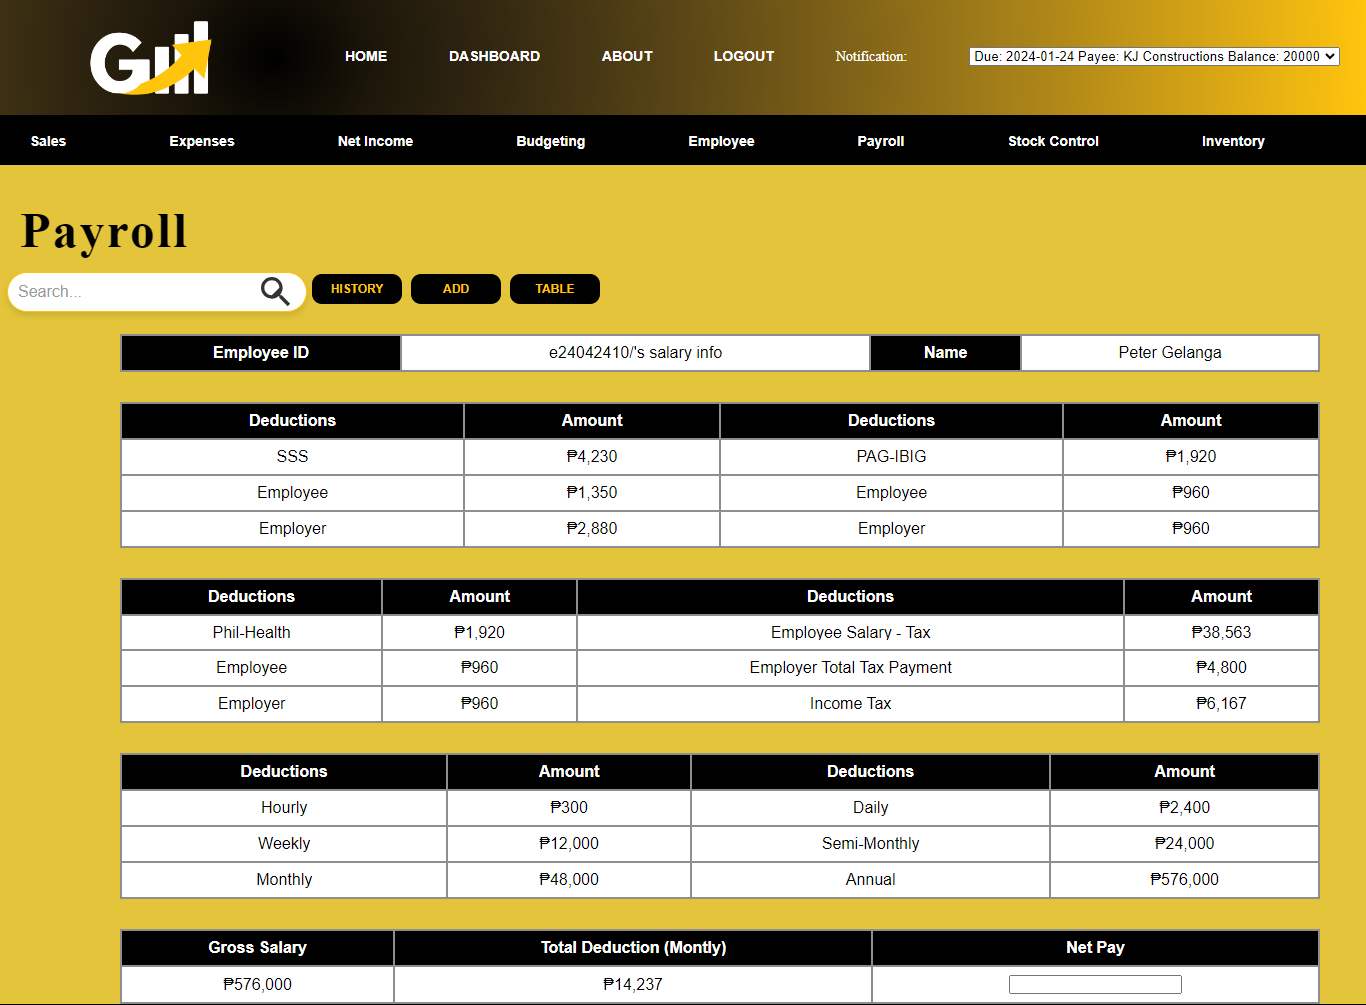 Gill
HOME DASHBOARD ABOUT LOGOUT Notification: Due: 2024-01-24 Payee: KJ Constructions Balance: 20000
Sales Expenses Net Income Budgeting Employee Payroll Stock Control Inventory
Payroll
Search... HISTORY ADD TABLE
Employee ID e24042410/'s salary info Name Peter Gelanga
Deductions Amount Deductions Amount
SSS ₱4,230 PAG-IBIG ₱1,920
Employee ₱1,350 Employee ₱960
Employer ₱2,880 Employer ₱960
Deductions Amount Deductions Amount
Phil-Health ₱1,920 Employee Salary - Tax ₱38,563
Employee ₱960 Employer Total Tax Payment ₱4,800
Employer ₱960 Income Tax ₱6,167
Deductions Amount Deductions Amount
Hourly ₱300 Daily ₱2,400
Weekly ₱12,000 Semi-Monthly ₱24,000
Monthly ₱48,000 Annual ₱576,000
Gross Salary Total Deduction (Montly) Net Pay
₱576,000 ₱14,237